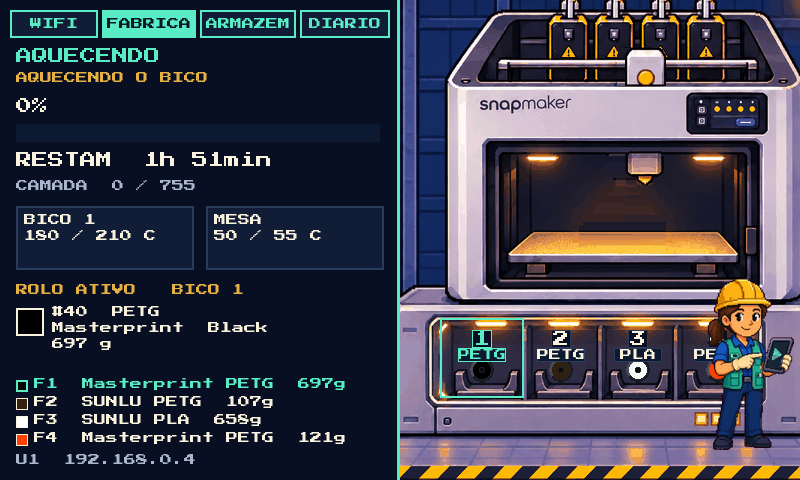 WIFI FABRICA ARMAZEM DIARIO
AQUECENDO
AQUECENDO O BICO
0%
RESTAM 1h 51min
CAMADA 0 / 755
BICO 1
180 / 210 C
MESA
50 / 55 C
ROLO ATIVO BICO 1
#40 PETG
Masterprint Black
697 g
F1 Masterprint PETG 697g
F2 SUNLU PETG 107g
F3 SUNLU PLA 658g
F4 Masterprint PETG 121g
U1 192.168.0.4
snapmaker
1 2 3
PETG PETG PLA PE